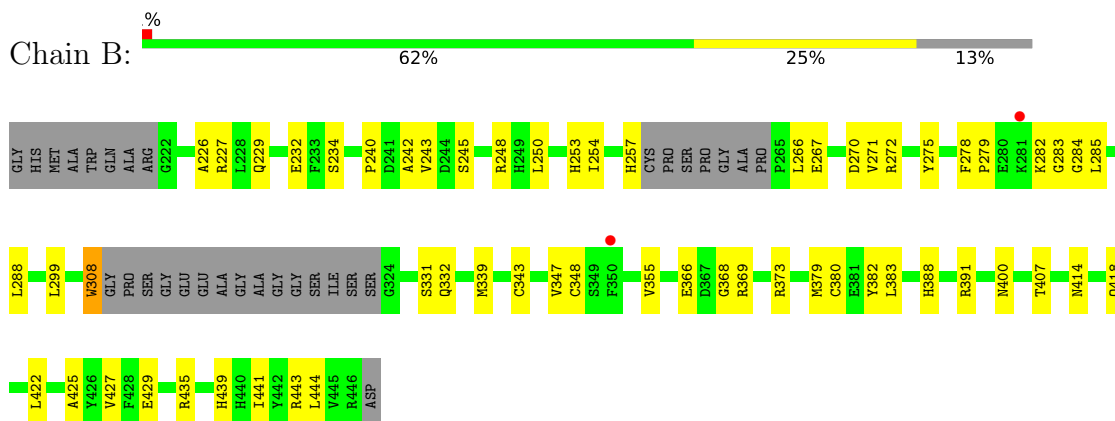 .%
Chain B:
62% 25% 13%
GLY HIS MET ALA TRP GLN ALA ARG G222 A226 R227 L228 Q229 E232 F233 S234 P240 D241 A242 V243 D244 S245 R248 H249 L250 H253 I254 H257 CYS PRO SER PRO GLY ALA PRO P265 L266 E267 D270 V271 R272 Y275 F278 P279 E280 K281 K282 G283 G284 L285
L288 L299 W308 GLY PRO SER GLY GLU GLU ALA GLY ALA GLY GLY SER ILE SER SER G324 S331 Q332 M339 C343 V347 C348 S349 F350 V355 E366 D367 G368 R369 R373 M379 C380 E381 Y382 L383 H388 R391 N400 T407 N414
L422 A425 Y426 V427 F428 E429 R435 H439 H440 I441 Y442 R443 L444 V445 R446 ASP